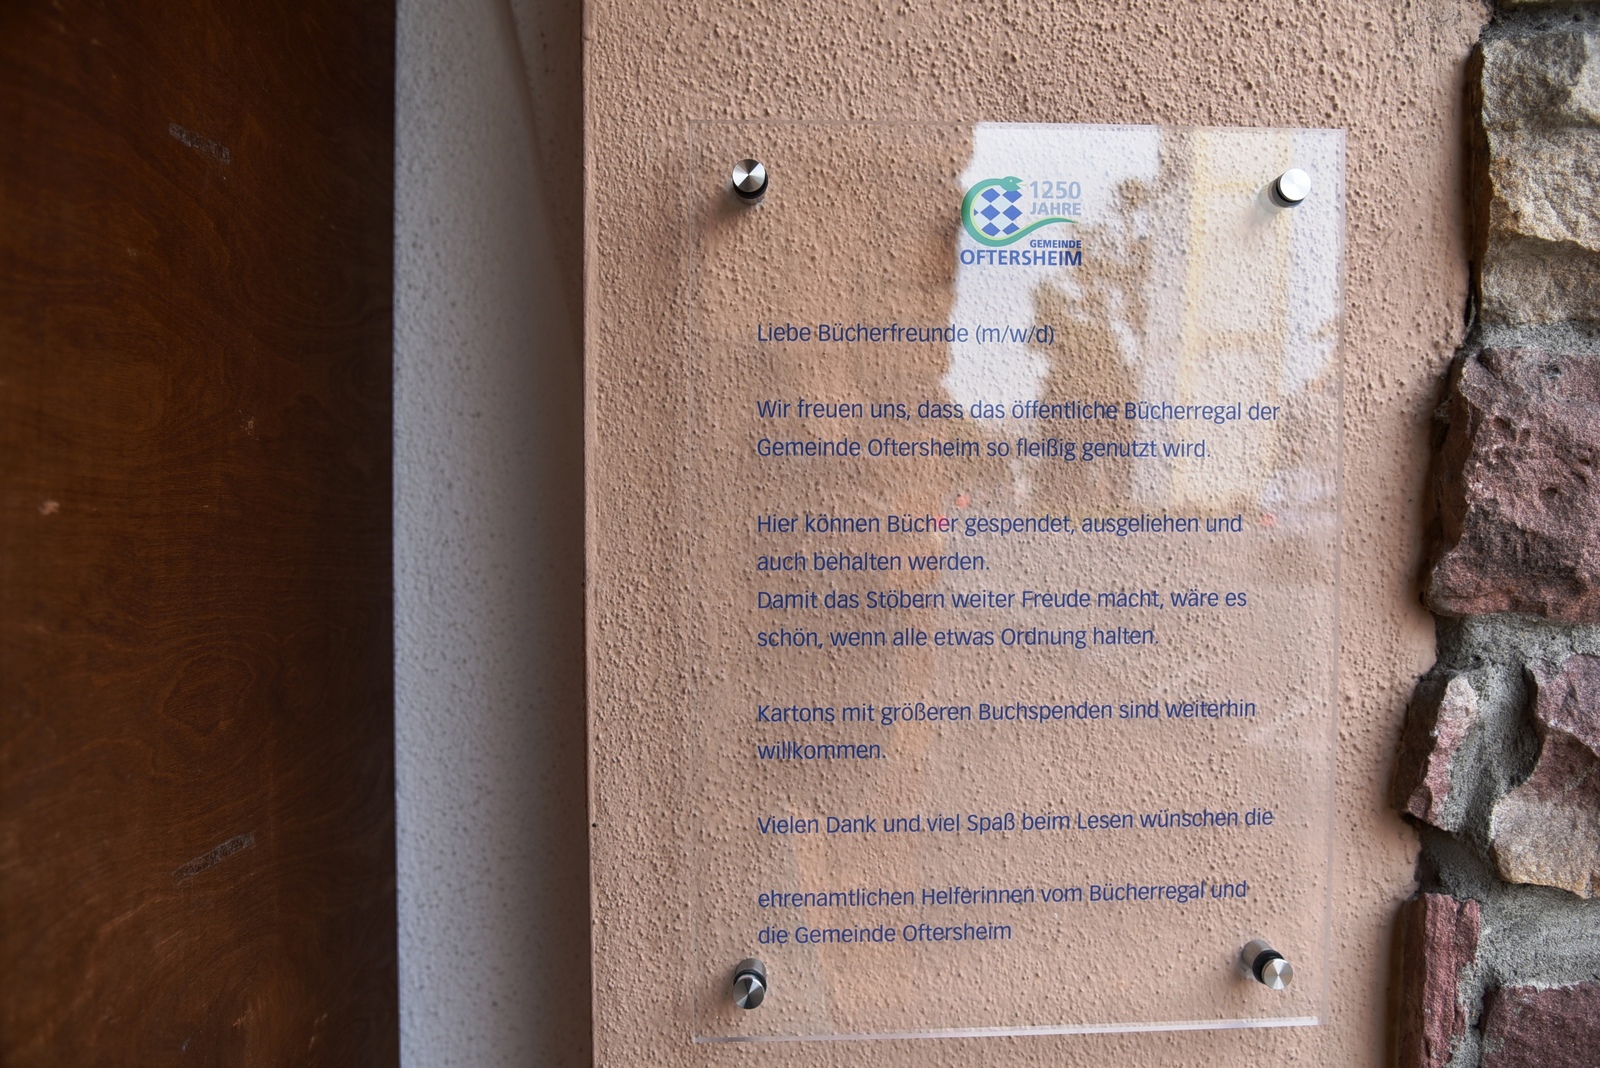 1250
JAHRE
GEMEINDE
OFTERSHEIM
Liebe Bücherfreunde (m/w/d)
Wir freuen uns, dass das öffentliche Bücherregal der
Gemeinde Oftersheim so fleißig genutzt wird.
Hier können Bücher gespendet, ausgeliehen und
auch behalten werden.
Damit das Stöbern weiter Freude macht, wäre es
schön, wenn alle etwas Ordnung halten.
Kartons mit größeren Buchspenden sind weiterhin
willkommen.
Vielen Dank und viel Spaß beim Lesen wünschen die
ehrenamtlichen Helferinnen vom Bücherregal und
die Gemeinde Oftersheim